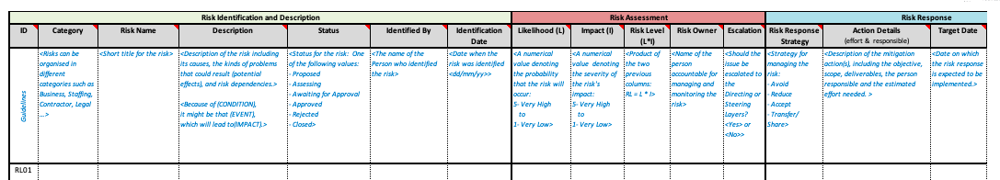 Risk Identification and Description
Risk Assessment
Risk Response
ID
Category
Risk Name
Description
Status
Identified By
Identification
Date
Likelihood (L)
Impact (I)
Risk Level
(L*I)
Risk Owner
Escalation
Risk Response
Strategy
Action Details
(effort & responsible)
Target Date
Guidelines
<Risks can be
organised in
different
categories such as
Business, Staffing,
Contractor, Legal
...>
<Short title for the risk>
<Description of the risk including
its causes, the kinds of problems
that could result (potential
effects), and risk dependencies.>
<Because of (CONDITION),
it might be that (EVENT),
which will lead to(IMPACT).>
<Status for the risk: One
of the following values:
- Proposed
- Assessing
- Awaiting for Approval
- Approved
- Rejected
- Closed>
<The name of the
Person who identified
the risk>
<Date when the
risk was identified
<dd/mm/yy>>
<A numerical
value denoting
the probability
that the risk will
occur:
5- Very High
to
1- Very Low>
<A numerical
value denoting
the severity of
the risk's
impact:
5- Very High
to
1- Very Low>
<Product of
the two
previous
columns:
RL = L * I>
<Name of the
person
accountable for
managing and
monitoring the
risk>
<Should the
issue be
escalated to
the
Directing or
Steering
Layers?
<Yes> or
<No>>
<Strategy for
managing the
risk:
- Avoid
- Reduce
- Accept
- Transfer/
Share>
<Description of the mitigation
action(s), including the objective,
scope, deliverables, the person
responsible and the estimated
effort needed. >
<Date on which
the risk response
is expected to be
implemented.>
RL01